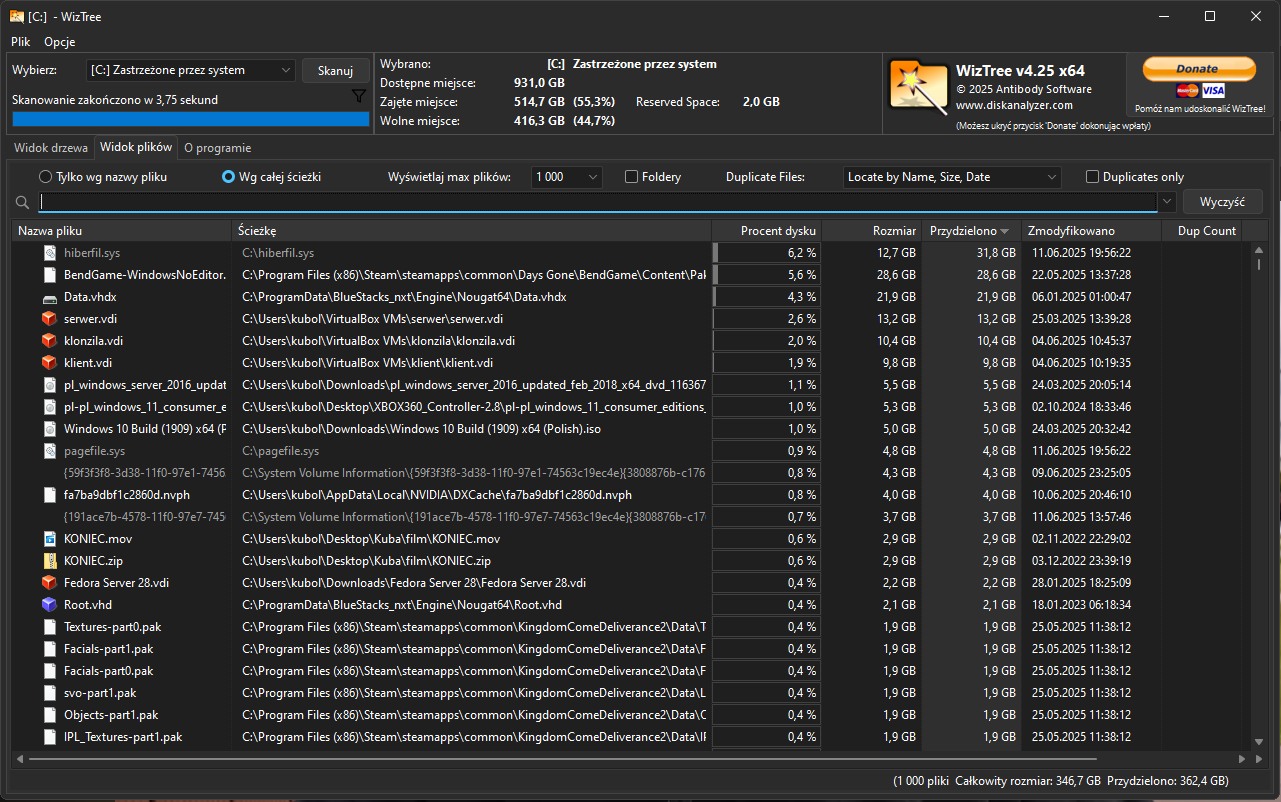 [C:] - WizTree
Plik Opcje
Wybierz: [C:] Zastrzeżone przez system Skanuj
Skanowanie zakończono w 3,75 sekund
Wybrano: [C:] Zastrzeżone przez system
Dostępne miejsce: 931,0 GB
Zajęte miejsce: 514,7 GB (55,3%) Reserved Space: 2,0 GB
Wolne miejsce: 416,3 GB (44,7%)
WizTree v4.25 x64
© 2025 Antibody Software
www.diskanalyzer.com
(Możesz ukryć przycisk 'Donate' dokonując wpłaty)
Donate
MasterCard VISA
Pomóż nam udoskonalić WizTree!
Widok drzewa Widok plików O programie
Tylko wg nazwy pliku Wg całej ścieżki Wyświetlaj max plików: 1 000 Foldery Duplicate Files: Locate by Name, Size, Date Duplicates only
Wyczyść
Nazwa pliku Ścieżkę Procent dysku Rozmiar Przydzielono Zmodyfikowano Dup Count
hiberfil.sys C:\hiberfil.sys 6,2 % 12,7 GB 31,8 GB 11.06.2025 19:56:22
BendGame-WindowsNoEditor. C:\Program Files (x86)\Steam\steamapps\common\Days Gone\BendGame\Content\Pak 5,6 % 28,6 GB 28,6 GB 22.05.2025 13:37:28
Data.vhdx C:\ProgramData\BlueStacks_nxt\Engine\Nougat64\Data.vhdx 4,3 % 21,9 GB 21,9 GB 06.01.2025 01:00:47
serwer.vdi C:\Users\kubol\VirtualBox VMs\serwer\serwer.vdi 2,6 % 13,2 GB 13,2 GB 25.03.2025 13:39:28
klonzila.vdi C:\Users\kubol\VirtualBox VMs\klonzila\klonzila.vdi 2,0 % 10,4 GB 10,4 GB 04.06.2025 10:45:37
klient.vdi C:\Users\kubol\VirtualBox VMs\klient\klient.vdi 1,9 % 9,8 GB 9,8 GB 04.06.2025 10:19:35
pl_windows_server_2016_updat C:\Users\kubol\Downloads\pl_windows_server_2016_updated_feb_2018_x64_dvd_116367 1,1 % 5,5 GB 5,5 GB 24.03.2025 20:05:14
pl-pl_windows_11_consumer_e C:\Users\kubol\Desktop\XBOX360_Controller-2.8\pl-pl_windows_11_consumer_editions_ 1,0 % 5,3 GB 5,3 GB 02.10.2024 18:33:46
Windows 10 Build (1909) x64 (P C:\Users\kubol\Downloads\Windows 10 Build (1909) x64 (Polish).iso 1,0 % 5,0 GB 5,0 GB 24.03.2025 20:32:42
pagefile.sys C:\pagefile.sys 0,9 % 4,8 GB 4,8 GB 11.06.2025 19:56:22
{59f3f3f8-3d38-11f0-97e1-7456. C:\System Volume Information\{59f3f3f8-3d38-11f0-97e1-74563c19ec4e}{3808876b-c176 0,8 % 4,3 GB 4,3 GB 09.06.2025 23:25:05
fa7ba9dbf1c2860d.nvph C:\Users\kubol\AppData\Local\NVIDIA\DXCache\fa7ba9dbf1c2860d.nvph 0,8 % 4,0 GB 4,0 GB 10.06.2025 20:46:10
{191ace7b-4578-11f0-97e7-745( C:\System Volume Information\{191ace7b-4578-11f0-97e7-74563c19ec4e}{3808876b-c17( 0,7 % 3,7 GB 3,7 GB 11.06.2025 13:57:46
KONIEC.mov C:\Users\kubol\Desktop\Kuba\film\KONIEC.mov 0,6 % 2,9 GB 2,9 GB 02.11.2022 22:29:02
KONIEC.zip C:\Users\kubol\Desktop\Kuba\film\KONIEC.zip 0,6 % 2,9 GB 2,9 GB 03.12.2022 23:39:19
Fedora Server 28.vdi C:\Users\kubol\Downloads\Fedora Server 28\Fedora Server 28.vdi 0,4 % 2,2 GB 2,2 GB 28.01.2025 18:25:09
Root.vhd C:\ProgramData\BlueStacks_nxt\Engine\Nougat64\Root.vhd 0,4 % 2,1 GB 2,1 GB 18.01.2023 06:18:34
Textures-part0.pak C:\Program Files (x86)\Steam\steamapps\common\KingdomComeDeliverance2\Data\T 0,4 % 1,9 GB 1,9 GB 25.05.2025 11:38:12
Facials-part1.pak C:\Program Files (x86)\Steam\steamapps\common\KingdomComeDeliverance2\Data\F 0,4 % 1,9 GB 1,9 GB 25.05.2025 11:38:12
Facials-part0.pak C:\Program Files (x86)\Steam\steamapps\common\KingdomComeDeliverance2\Data\F 0,4 % 1,9 GB 1,9 GB 25.05.2025 11:38:12
svo-part1.pak C:\Program Files (x86)\Steam\steamapps\common\KingdomComeDeliverance2\Data\L 0,4 % 1,9 GB 1,9 GB 25.05.2025 11:38:12
Objects-part1.pak C:\Program Files (x86)\Steam\steamapps\common\KingdomComeDeliverance2\Data\C 0,4 % 1,9 GB 1,9 GB 25.05.2025 11:38:12
IPL_Textures-part1.pak C:\Program Files (x86)\Steam\steamapps\common\KingdomComeDeliverance2\Data\IF 0,4 % 1,9 GB 1,9 GB 25.05.2025 11:38:12
(1 000 pliki Całkowity rozmiar: 346,7 GB Przydzielono: 362,4 GB)